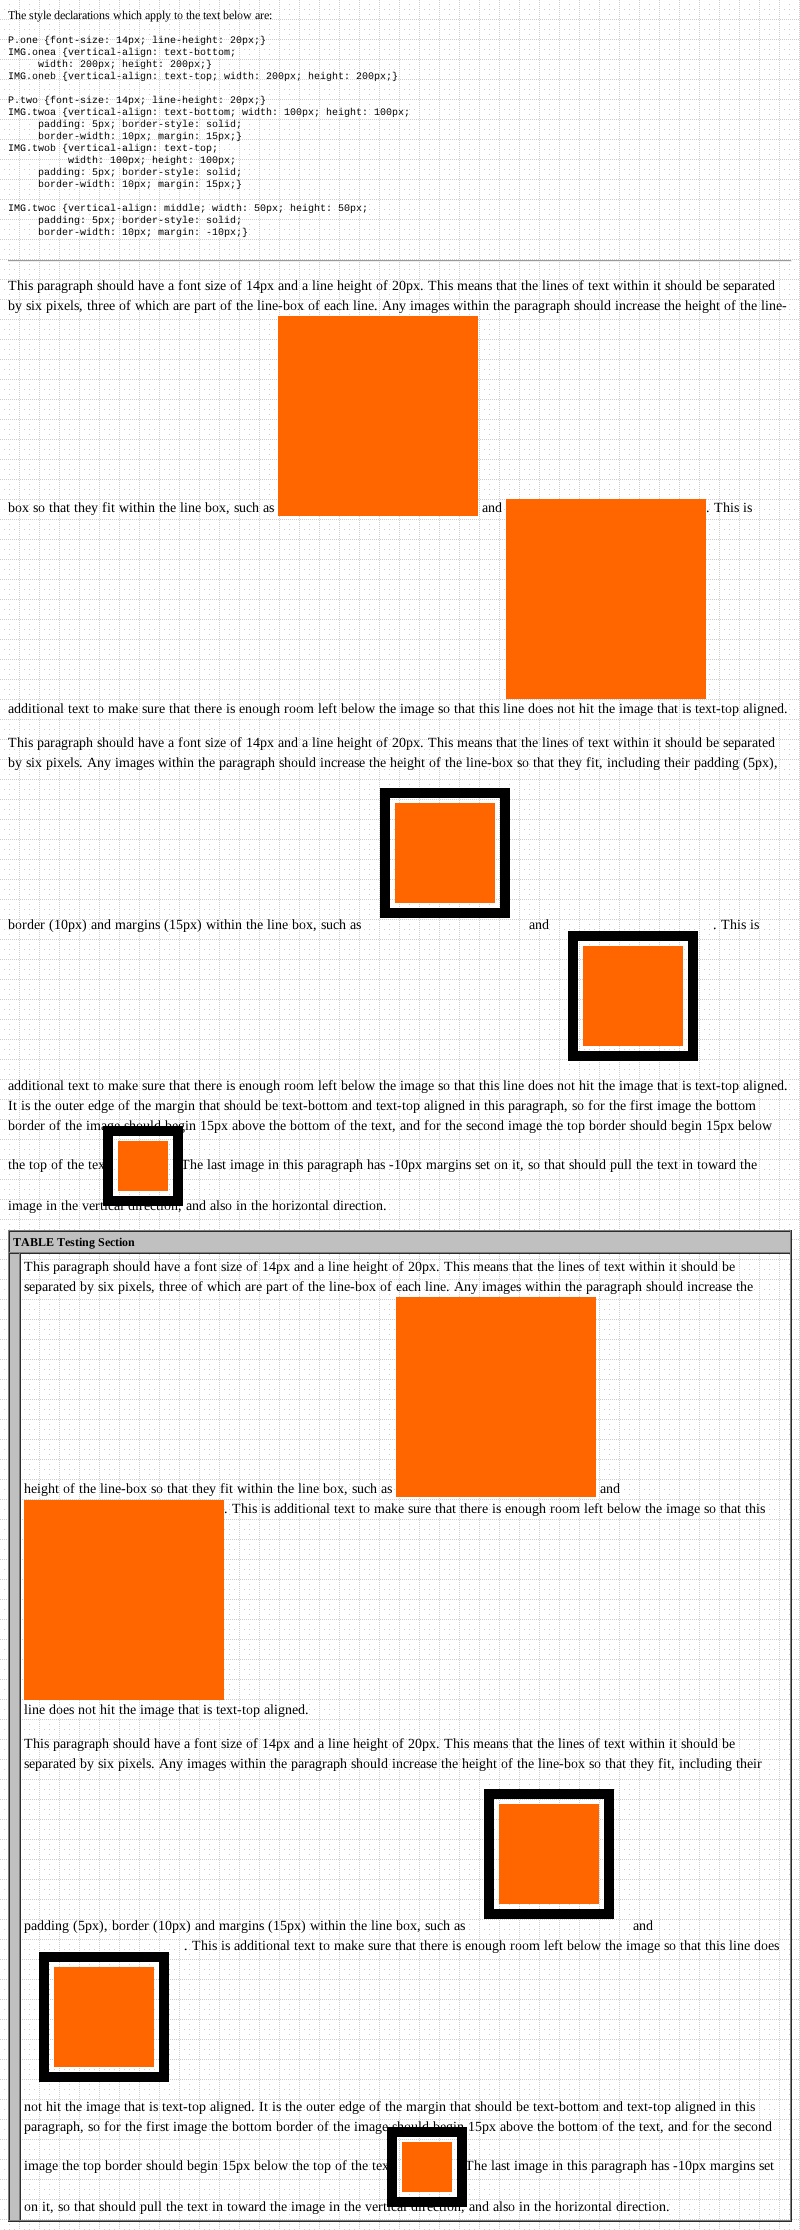 The style declarations which apply to the text below are:
P.one {font-size: 14px; line-height: 20px;}
IMG.onea {vertical-align: text-bottom;
width: 200px; height: 200px;}
IMG.oneb {vertical-align: text-top; width: 200px; height: 200px;}
P.two {font-size: 14px; line-height: 20px;}
IMG.twoa {vertical-align: text-bottom; width: 100px; height: 100px;
padding: 5px; border-style: solid;
border-width: 10px; margin: 15px;}
IMG.twob {vertical-align: text-top;
width: 100px; height: 100px;
padding: 5px; border-style: solid;
border-width: 10px; margin: 15px;}
IMG.twoc {vertical-align: middle; width: 50px; height: 50px;
padding: 5px; border-style: solid;
border-width: 10px; margin: -10px;}
This paragraph should have a font size of 14px and a line height of 20px. This means that the lines of text within it should be separated
by six pixels, three of which are part of the line-box of each line. Any images within the paragraph should increase the height of the line-
box so that they fit within the line box, such as and . This is
additional text to make sure that there is enough room left below the image so that this line does not hit the image that is text-top aligned.
This paragraph should have a font size of 14px and a line height of 20px. This means that the lines of text within it should be separated
by six pixels. Any images within the paragraph should increase the height of the line-box so that they fit, including their padding (5px),
border (10px) and margins (15px) within the line box, such as and . This is
additional text to make sure that there is enough room left below the image so that this line does not hit the image that is text-top aligned.
It is the outer edge of the margin that should be text-bottom and text-top aligned in this paragraph, so for the first image the bottom
border of the image should begin 15px above the bottom of the text, and for the second image the top border should begin 15px below
the top of the tex The last image in this paragraph has -10px margins set on it, so that should pull the text in toward the
image in the vertical direction, and also in the horizontal direction.
TABLE Testing Section
This paragraph should have a font size of 14px and a line height of 20px. This means that the lines of text within it should be
separated by six pixels, three of which are part of the line-box of each line. Any images within the paragraph should increase the
height of the line-box so that they fit within the line box, such as and
. This is additional text to make sure that there is enough room left below the image so that this
line does not hit the image that is text-top aligned.
This paragraph should have a font size of 14px and a line height of 20px. This means that the lines of text within it should be
separated by six pixels. Any images within the paragraph should increase the height of the line-box so that they fit, including their
padding (5px), border (10px) and margins (15px) within the line box, such as and
. This is additional text to make sure that there is enough room left below the image so that this line does
not hit the image that is text-top aligned. It is the outer edge of the margin that should be text-bottom and text-top aligned in this
paragraph, so for the first image the bottom border of the image should begin 15px above the bottom of the text, and for the second
image the top border should begin 15px below the top of the tex The last image in this paragraph has -10px margins set
on it, so that should pull the text in toward the image in the vertical direction, and also in the horizontal direction.